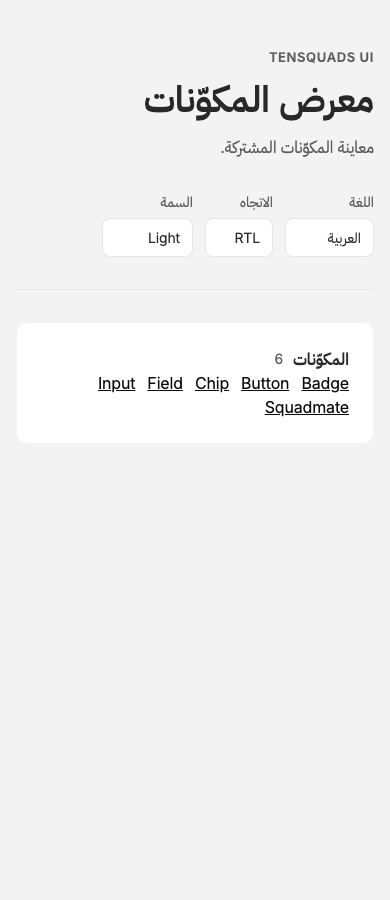 TENSQUADS UI
معرض المكوّنات
معاينة المكوّنات المشتركة.
اللغة الاتجاه السمة
العربية RTL Light
المكوّنات 6
Badge Button Chip Field Input
Squadmate